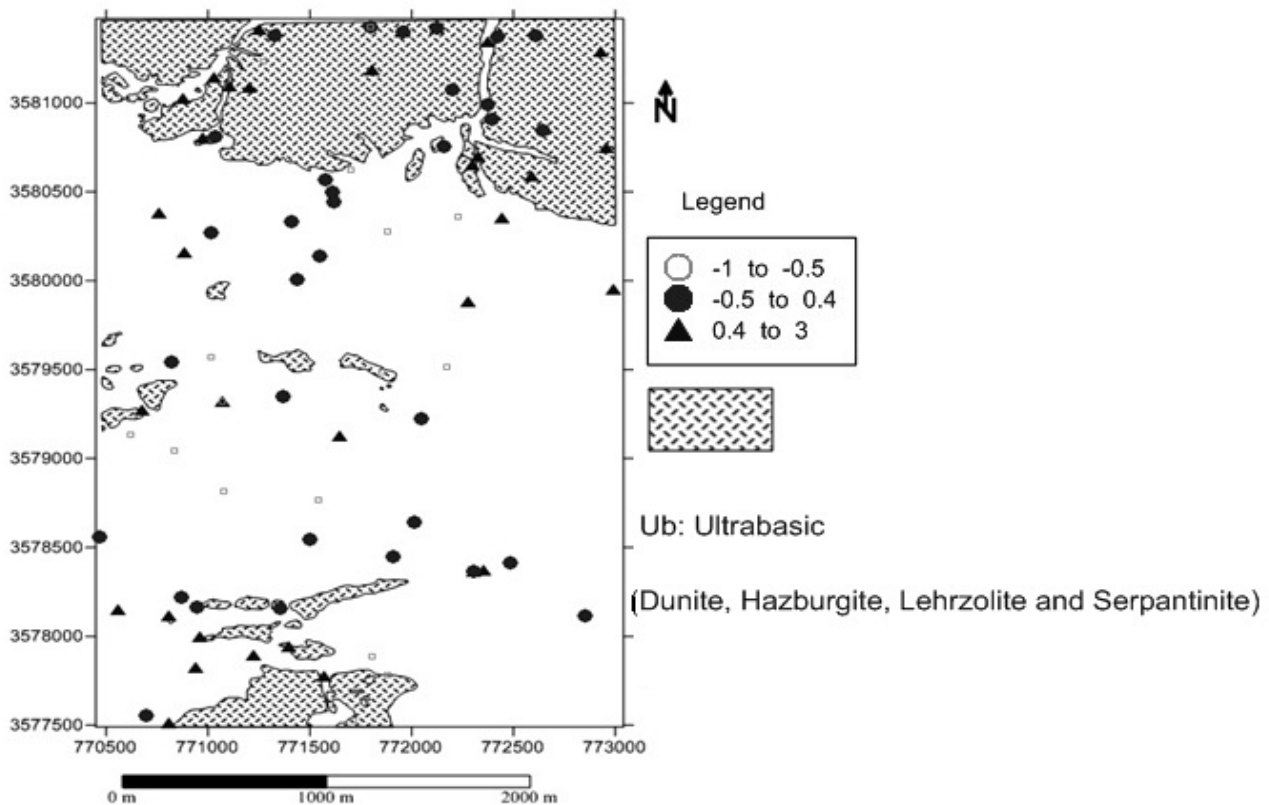 3581000
3580500
3580000
3579500
3579000
3578500
3578000
3577500
770500 771000 771500 772000 772500 773000
0 m 1000 m 2000 m
N
Legend
-1 to -0.5
-0.5 to 0.4
0.4 to 3
Ub: Ultrabasic
(Dunite, Hazburgite, Lehrzolite and Serpantinite)